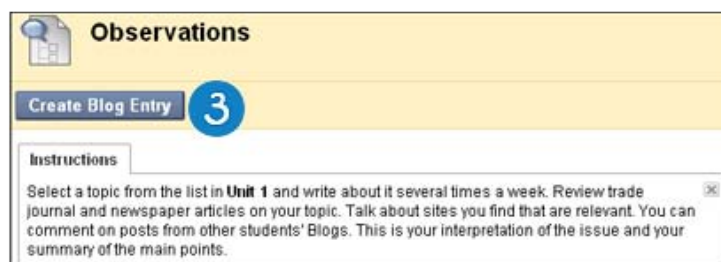 Observations
Create Blog Entry
3
Instructions
Select a topic from the list in Unit 1 and write about it several times a week. Review trade
journal and newspaper articles on your topic. Talk about sites you find that are relevant. You can
comment on posts from other students' Blogs. This is your interpretation of the issue and your
summary of the main points.